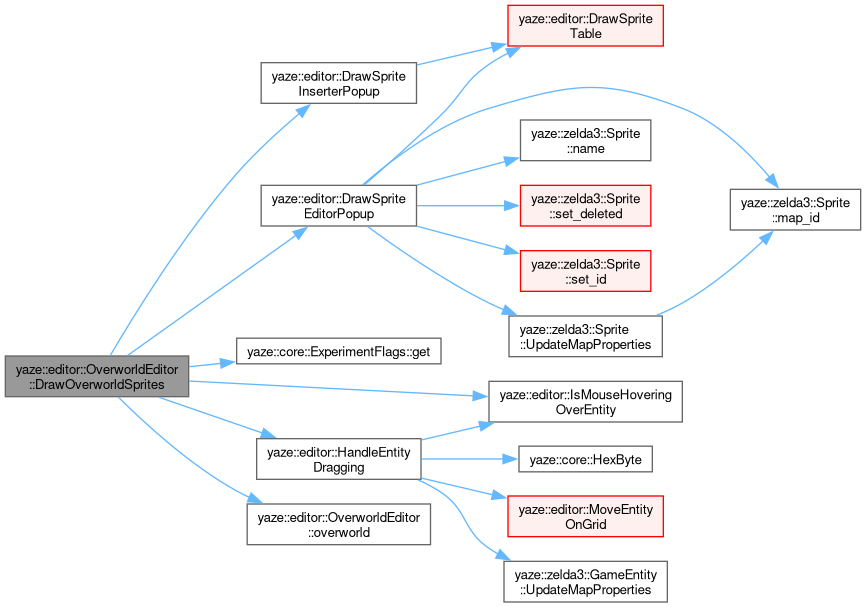 yaze::editor::OverworldEditor
::DrawOverworldSprites
yaze::editor::DrawSprite
InserterPopup
yaze::editor::DrawSprite
Table
yaze::editor::DrawSprite
EditorPopup
yaze::zelda3::Sprite
::name
yaze::zelda3::Sprite
::set_deleted
yaze::zelda3::Sprite
::set_id
yaze::zelda3::Sprite
::UpdateMapProperties
yaze::zelda3::Sprite
::map_id
yaze::core::ExperimentFlags::get
yaze::editor::IsMouseHovering
OverEntity
yaze::editor::HandleEntity
Dragging
yaze::core::HexByte
yaze::editor::MoveEntity
OnGrid
yaze::zelda3::GameEntity
::UpdateMapProperties
yaze::editor::OverworldEditor
::overworld